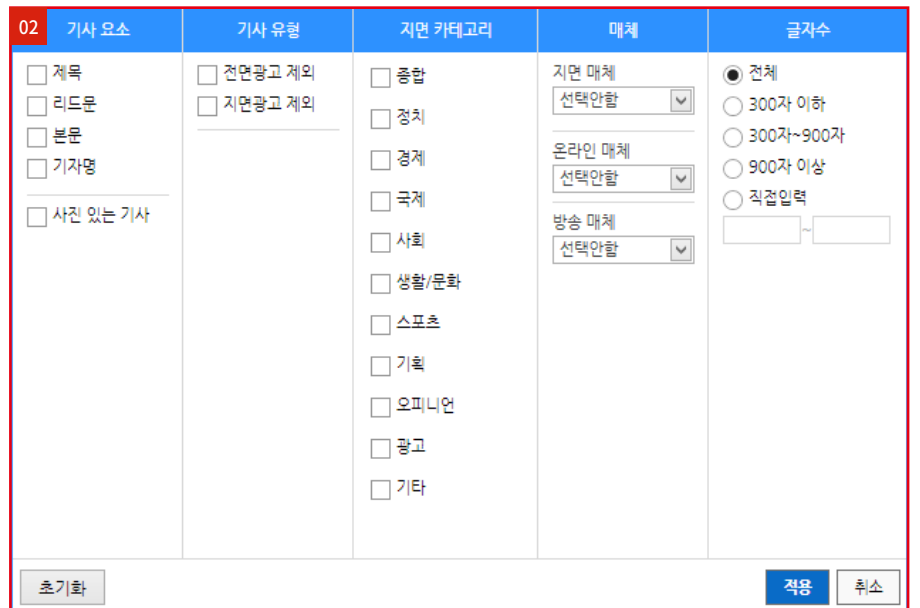 02
기사 요소
기사 유형
지면 카테고리
매체
글자수
제목
리드문
본문
기자명
사진 있는 기사
전면광고 제외
지면광고 제외
종합
정치
경제
국제
사회
생활/문화
스포츠
기획
오피니언
광고
기타
지면 매체
선택안함
온라인 매체
선택안함
방송 매체
선택안함
전체
300자 이하
300자~900자
900자 이상
직접입력
~
초기화
적용
취소